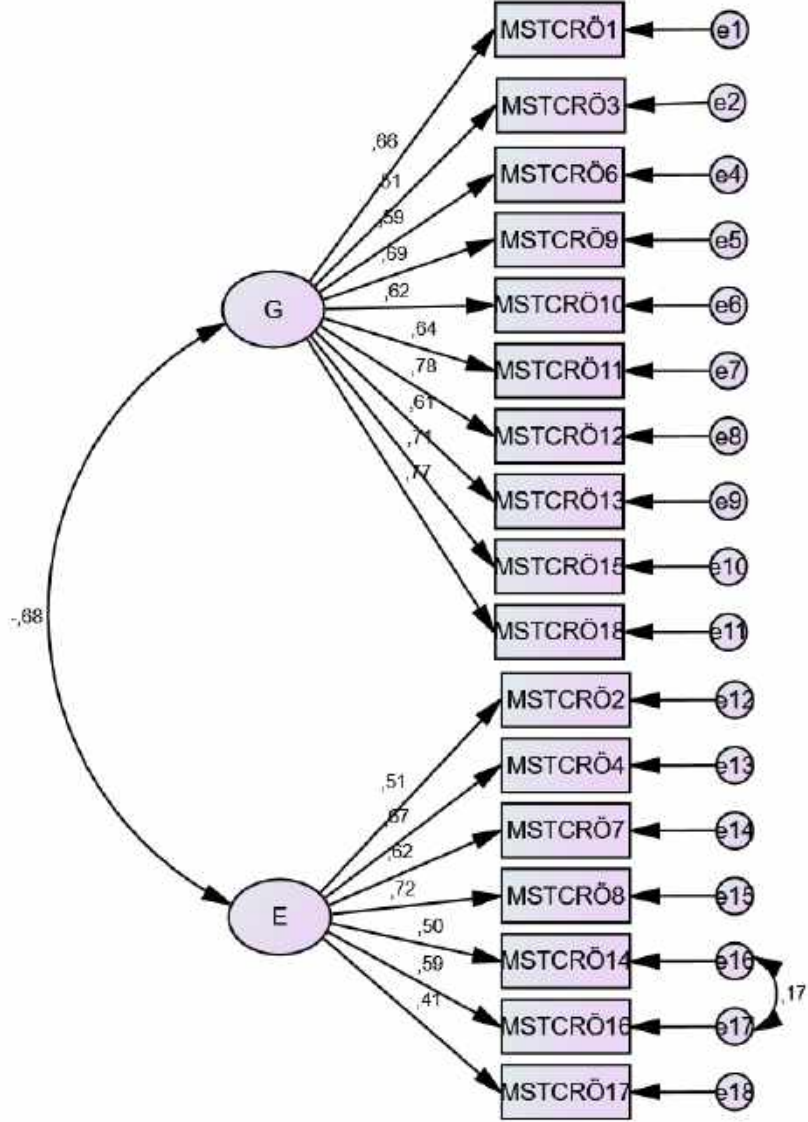 MSTCRÖ1 e1
MSTCRÖ3 e2
,66
MSTCRÖ6 e4
,51
,59
MSTCRÖ9 e5
,69
,62
G
MSTCRÖ10 e6
,64
MSTCRÖ11 e7
,78
,61
MSTCRÖ12 e8
,71
,77
MSTCRÖ13 e9
MSTCRÖ15 e10
-,68
MSTCRÖ18 e11
MSTCRÖ2 e12
MSTCRÖ4 e13
,51
,67
MSTCRÖ7 e14
,62
,72
MSTCRÖ8 e15
E
,50
MSTCRÖ14 e16
,59
,17
,41
MSTCRÖ16 e17
MSTCRÖ17 e18